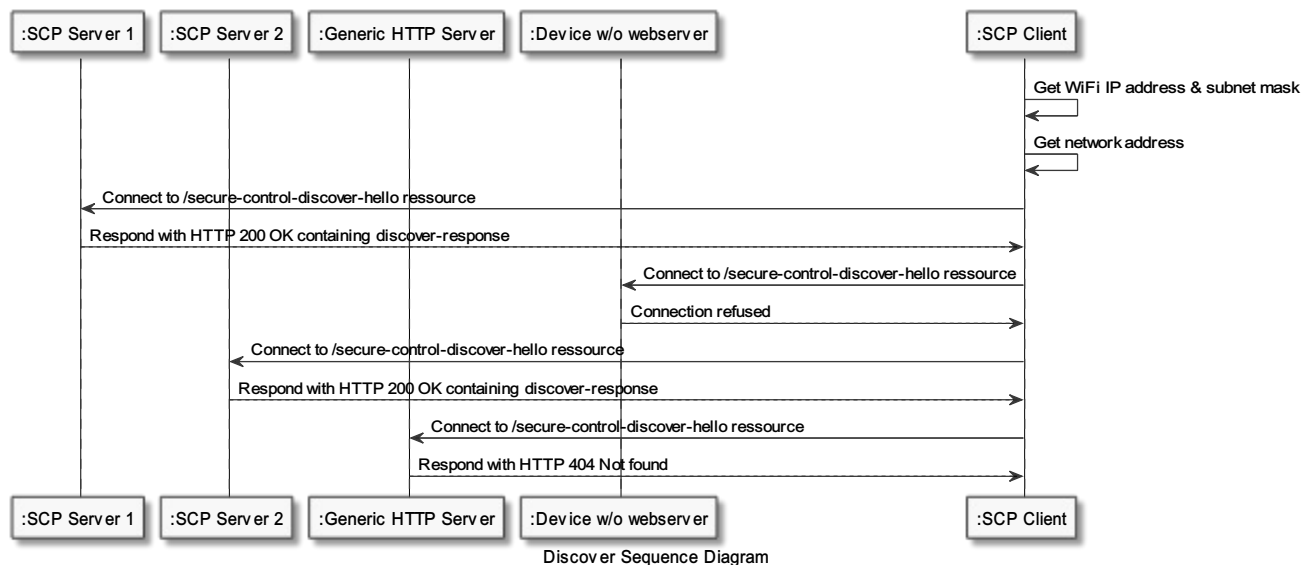 :SCP Server 1
:SCP Server 2
:Generic HTTP Server
:Device w/o webserver
:SCP Client
Get WiFi IP address & subnet mask
Get network address
Connect to /secure-control-discover-hello ressource
Respond with HTTP 200 OK containing discover-response
Connect to /secure-control-discover-hello ressource
Connection refused
Connect to /secure-control-discover-hello ressource
Respond with HTTP 200 OK containing discover-response
Connect to /secure-control-discover-hello ressource
Respond with HTTP 404 Not found
:SCP Server 1
:SCP Server 2
:Generic HTTP Server
:Device w/o webserver
:SCP Client
Discover Sequence Diagram